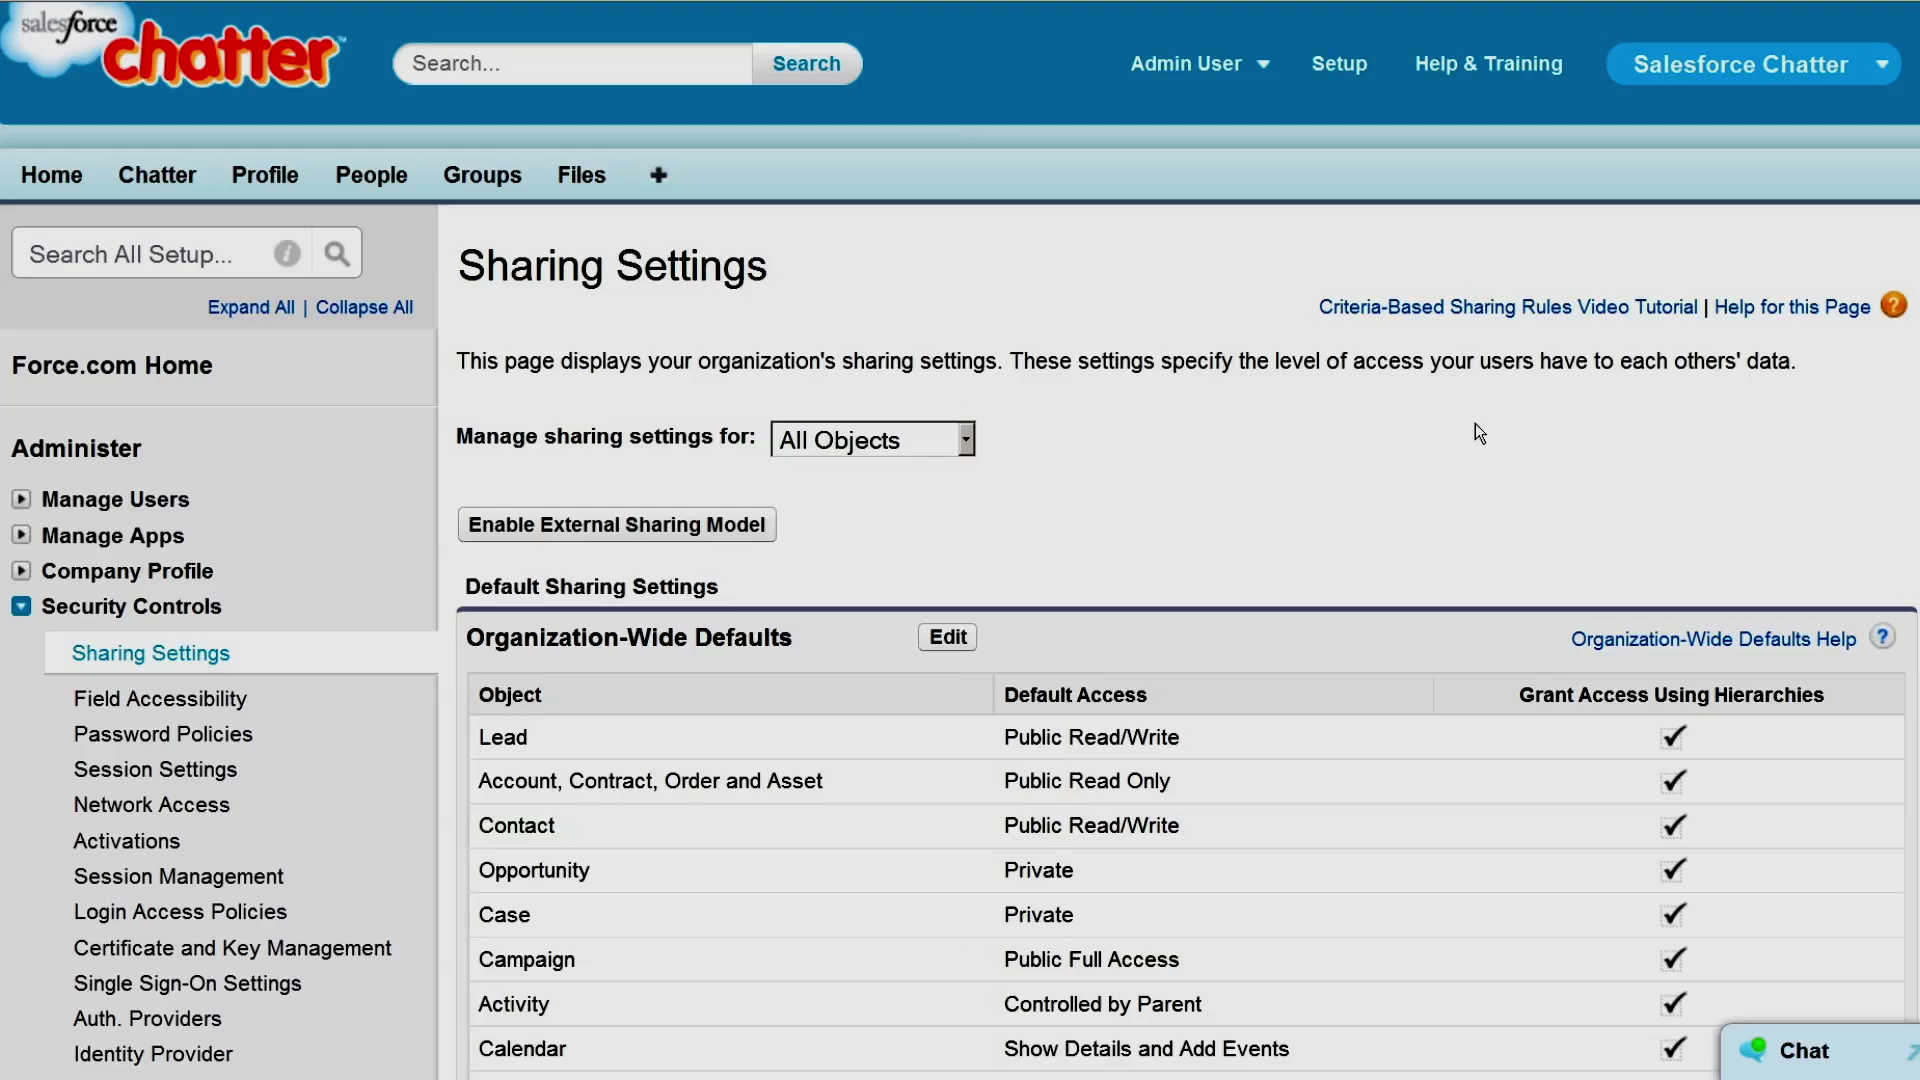 salesforce
chatter
Search... Search
Admin User Setup Help & Training Salesforce Chatter
Home Chatter Profile People Groups Files
Search All Setup...
Expand All | Collapse All
Force.com Home
Administer
Manage Users
Manage Apps
Company Profile
Security Controls
Sharing Settings
Field Accessibility
Password Policies
Session Settings
Network Access
Activations
Session Management
Login Access Policies
Certificate and Key Management
Single Sign-On Settings
Auth. Providers
Identity Provider
Sharing Settings
Criteria-Based Sharing Rules Video Tutorial | Help for this Page ?
This page displays your organization's sharing settings. These settings specify the level of access your users have to each others' data.
Manage sharing settings for: All Objects
Enable External Sharing Model
Default Sharing Settings
Organization-Wide Defaults Edit Organization-Wide Defaults Help ?
Object Default Access Grant Access Using Hierarchies
Lead Public Read/Write
Account, Contract, Order and Asset Public Read Only
Contact Public Read/Write
Opportunity Private
Case Private
Campaign Public Full Access
Activity Controlled by Parent
Calendar Show Details and Add Events
Chat